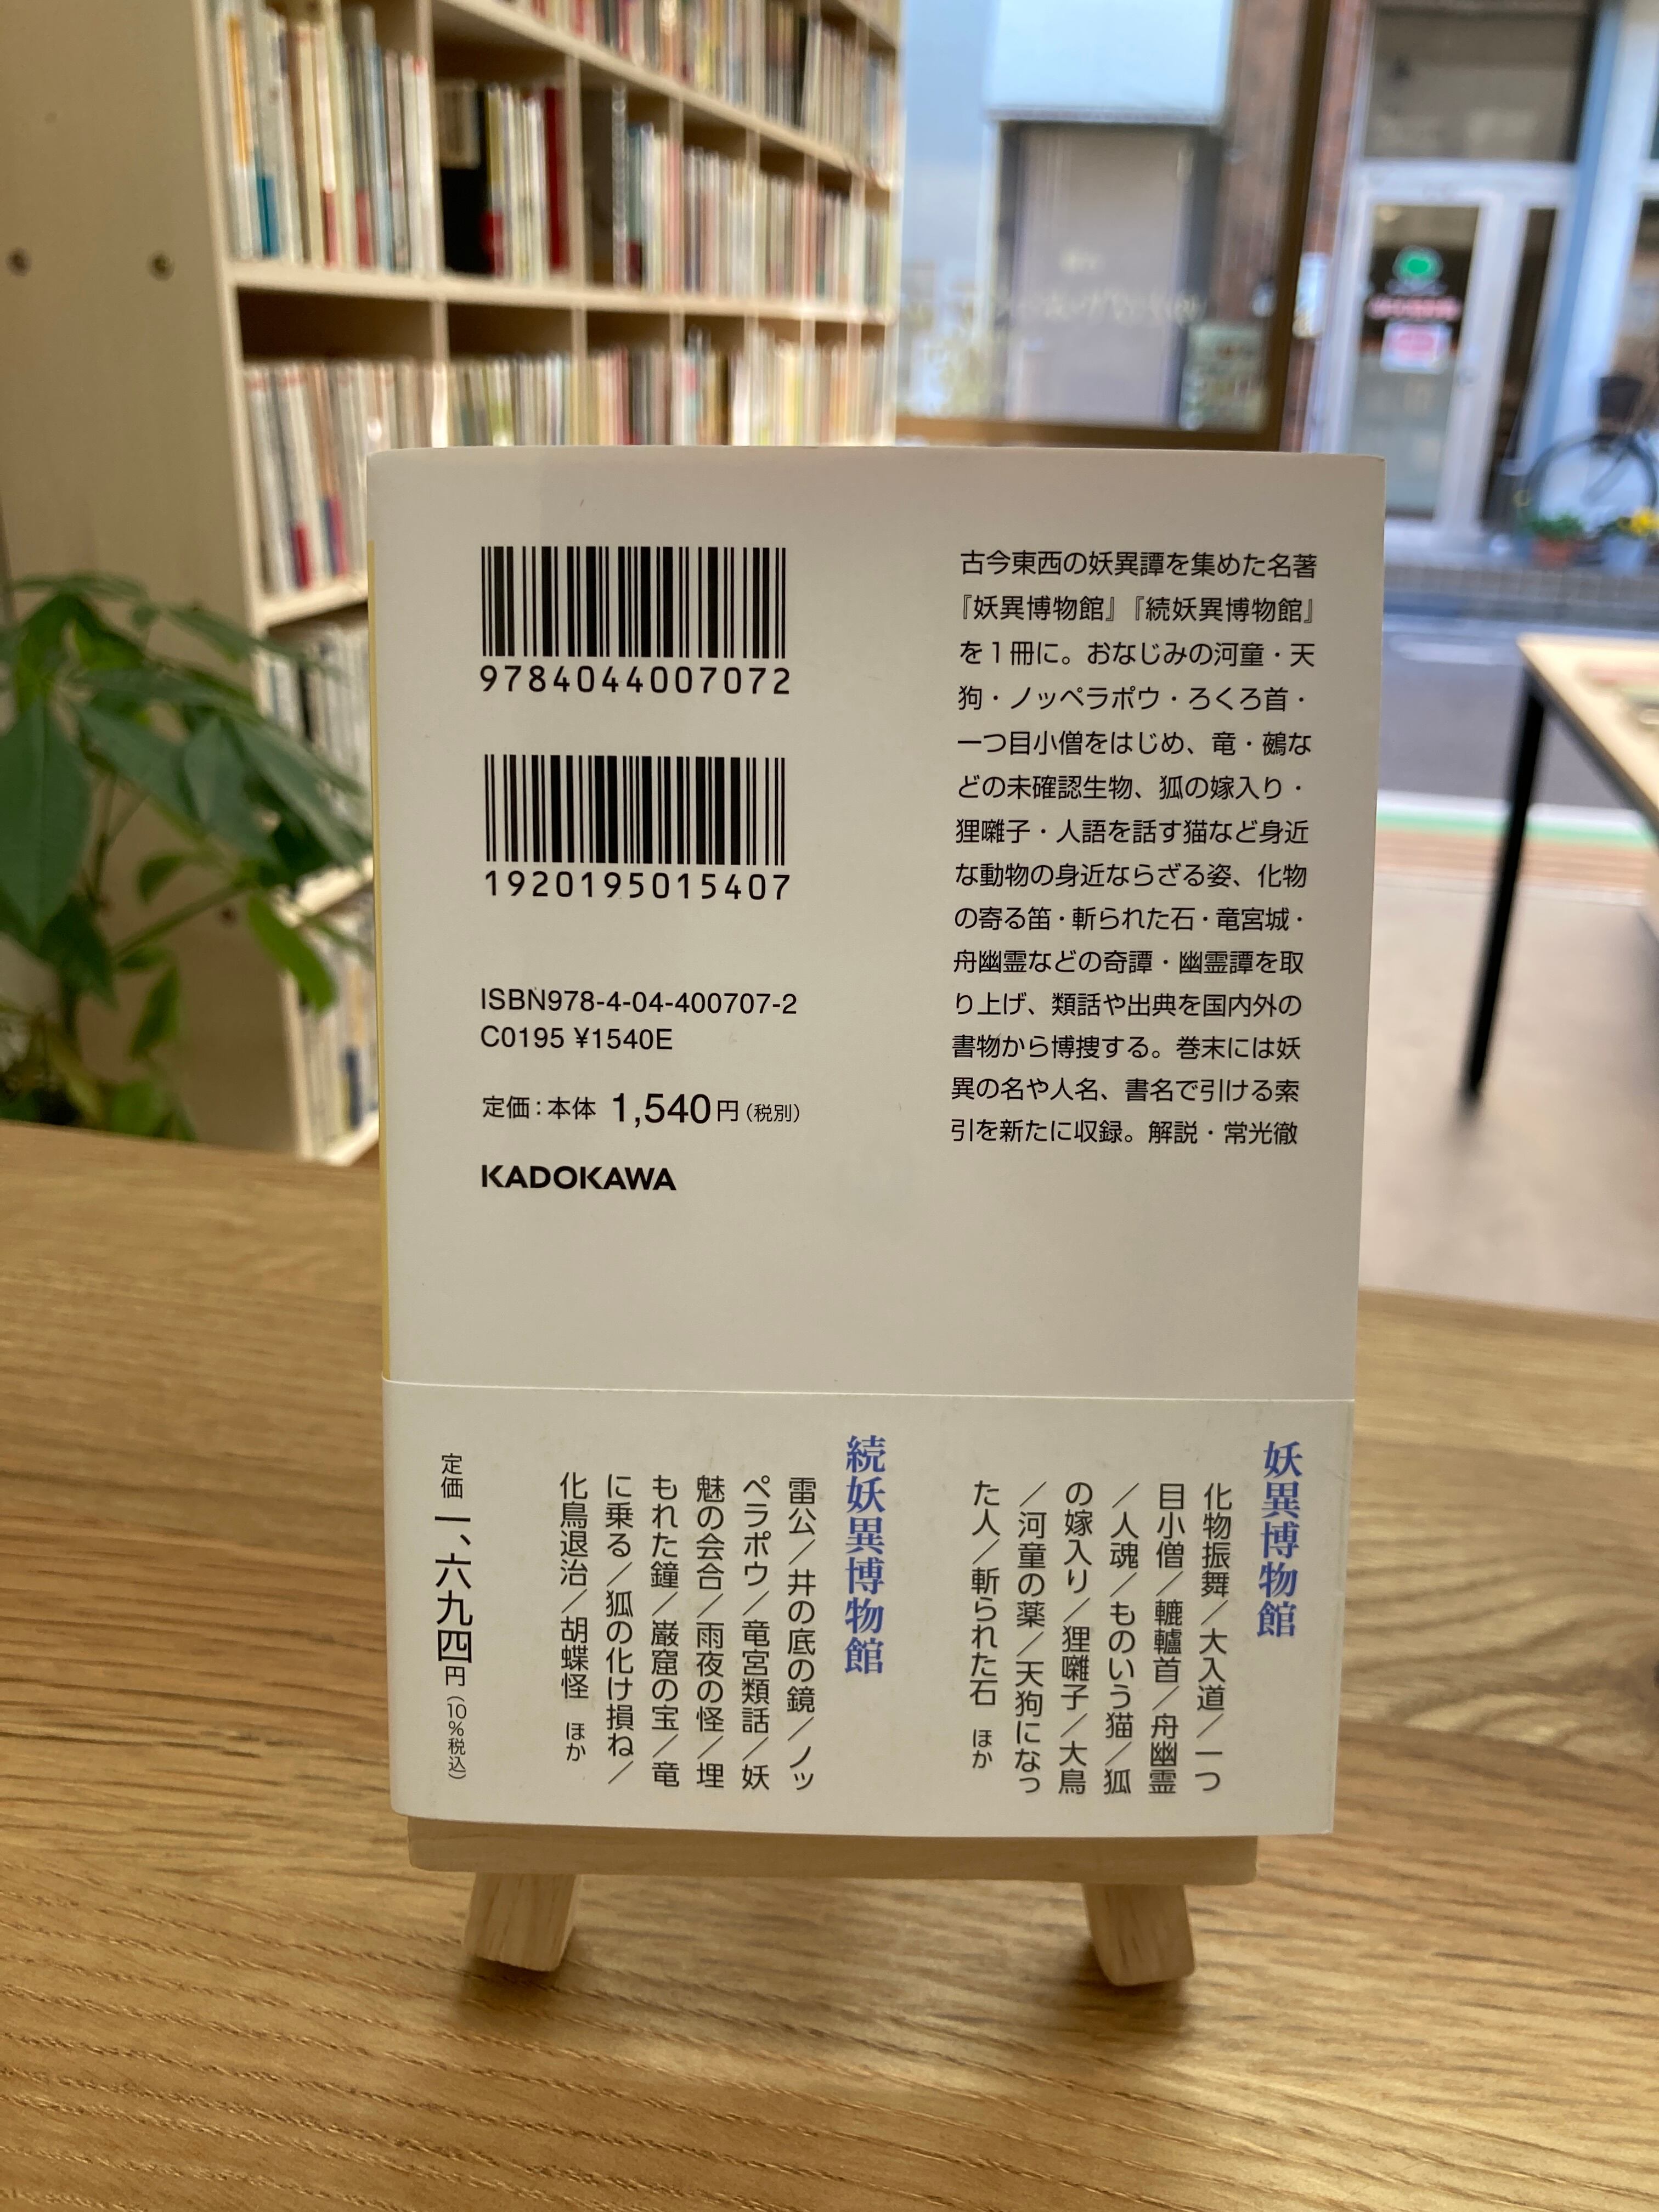 9784044007072
1920195015407
ISBN978-4-04-400707-2
C0195 ¥1540E
定価：本体 1,540円（税別）
KADOKAWA
古今東西の妖異譚を集めた名著
『妖異博物館』『続妖異博物館』
を1冊に。おなじみの河童・天
狗・ノッペラポウ・ろくろ首・
一つ目小僧をはじめ、竜・鵺な
どの未確認生物、狐の嫁入り・
狸囃子・人語を話す猫など身近
な動物の身近ならざる姿、化物
の寄る笛・斬られた石・竜宮城・
舟幽霊などの奇譚・幽霊譚を取
り上げ、類話や出典を国内外の
書物から博捜する。巻末には妖
異の名や人名、書名で引ける索
引を新たに収録。解説・常光徹
妖異博物館
化物振舞／大入道／一つ
目小僧／轆轤首／舟幽霊
／人魂／ものいう猫／狐
の嫁入り／狸囃子／大鳥
／河童の薬／天狗になっ
た人／斬られた石 ほか
続妖異博物館
雷公／井の底の鏡／ノッ
ペラポウ／竜宮類話／妖
魅の会合／雨夜の怪／埋
もれた鐘／巌窟の宝／竜
に乗る／狐の化け損ね／
化鳥退治／胡蝶怪 ほか
定価 一、六九四円（10%税込）